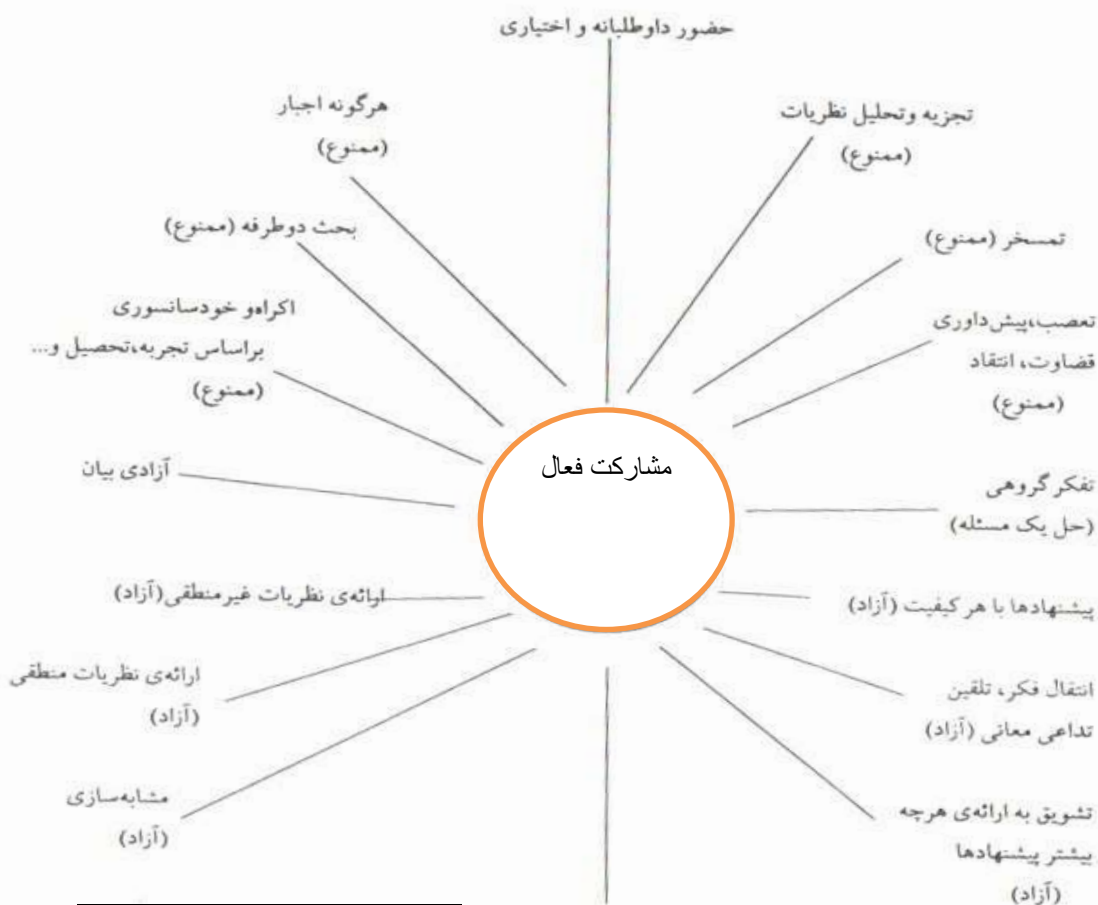 حضور داوطلبانه و اختیاری
تجزیه وتحلیل نظریات
(ممنوع)
تمسخر (ممنوع)
تعصب،پیش‌داوری
قضاوت، انتقاد
(ممنوع)
تفکر گروهی
(حل یک مسئله)
پیشنهادها با هر کیفیت (آزاد)
انتقال فکر، تلقین
تداعی معانی (آزاد)
تشویق به ارائه‌ی هرچه
بیشتر پیشنهادها
(آزاد)
هرگونه اجبار
(ممنوع)
بحث دوطرفه (ممنوع)
اکراه‌و خودسانسوری
براساس تجربه،تحصیل و...
(ممنوع)
آزادی بیان
ارائه‌ی نظریات غیرمنطقی(آزاد)
ارائه‌ی نظریات منطقی
(آزاد)
مشابه‌سازی
(آزاد)
مشارکت فعال